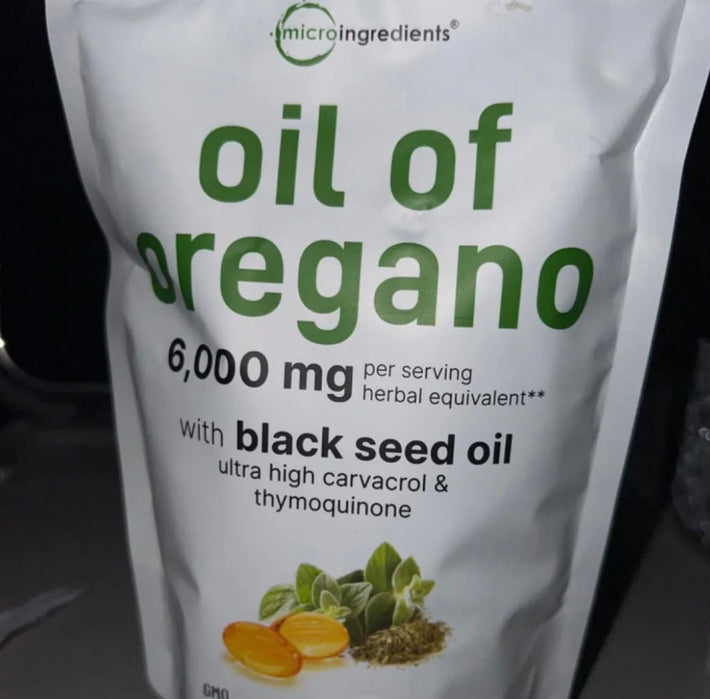 microingredients®
oil of
oregano
6,000 mg per serving
herbal equivalent**
with black seed oil
ultra high carvacrol &
thymoquinone
GMO